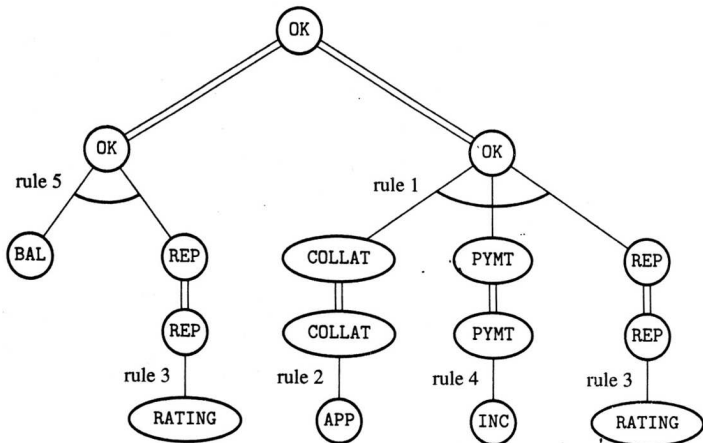 OK
OK
OK
rule 5
rule 1
BAL
REP
COLLAT
PYMT
REP
REP
COLLAT
PYMT
REP
rule 3
rule 2
rule 4
rule 3
RATING
APP
INC
RATING